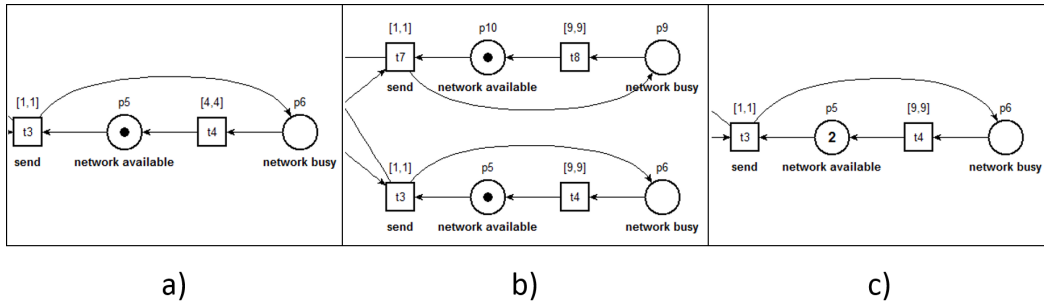 [1,1] p5 [4,4] p6
t3 t4
send network available network busy
[1,1] p10 [9,9] p9
t7 t8
send network available network busy
[1,1] p5 [9,9] p6
t3 t4
send network available network busy
[1,1] p5 [9,9] p6
t3 2 t4
send network available network busy
a) b) c)